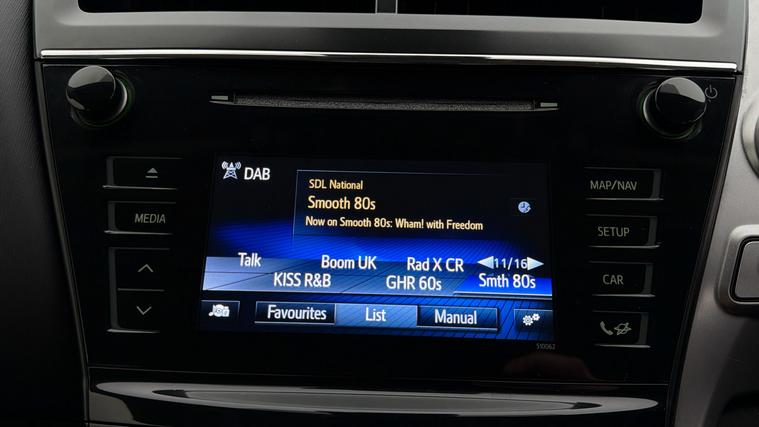 DAB
SDL National
Smooth 80s
Now on Smooth 80s: Wham! with Freedom
Talk Boom UK Rad X CR 11/16
KISS R&B GHR 60s Smth 80s
Favourites List Manual
MEDIA
MAP/NAV
SETUP
CAR
510062